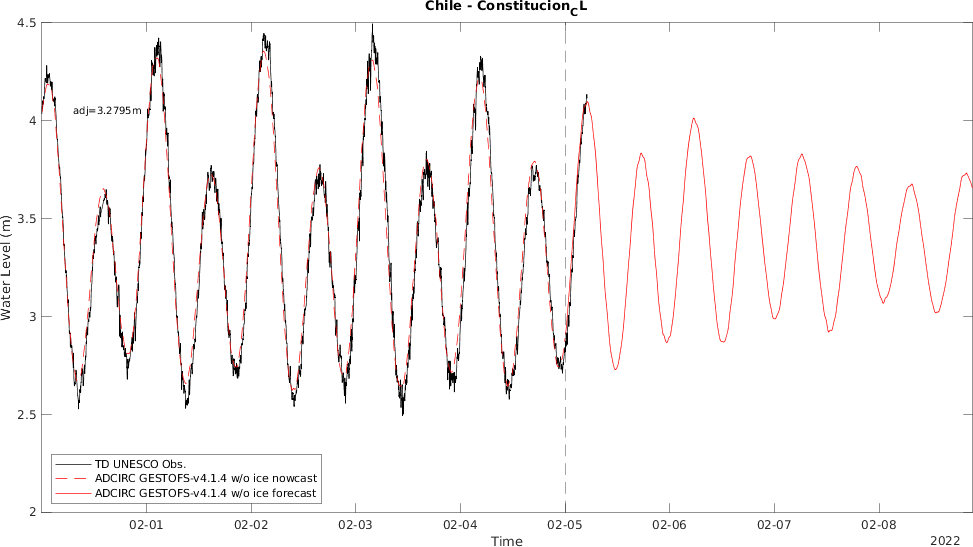 Chile - Constitucion_CL
4.5
4
3.5
3
2.5
2
Water Level (m)
adj=3.2795m
TD UNESCO Obs.
ADCIRC GESTOFS-v4.1.4 w/o ice nowcast
ADCIRC GESTOFS-v4.1.4 w/o ice forecast
02-01 02-02 02-03 02-04 02-05 02-06 02-07 02-08
Time
2022